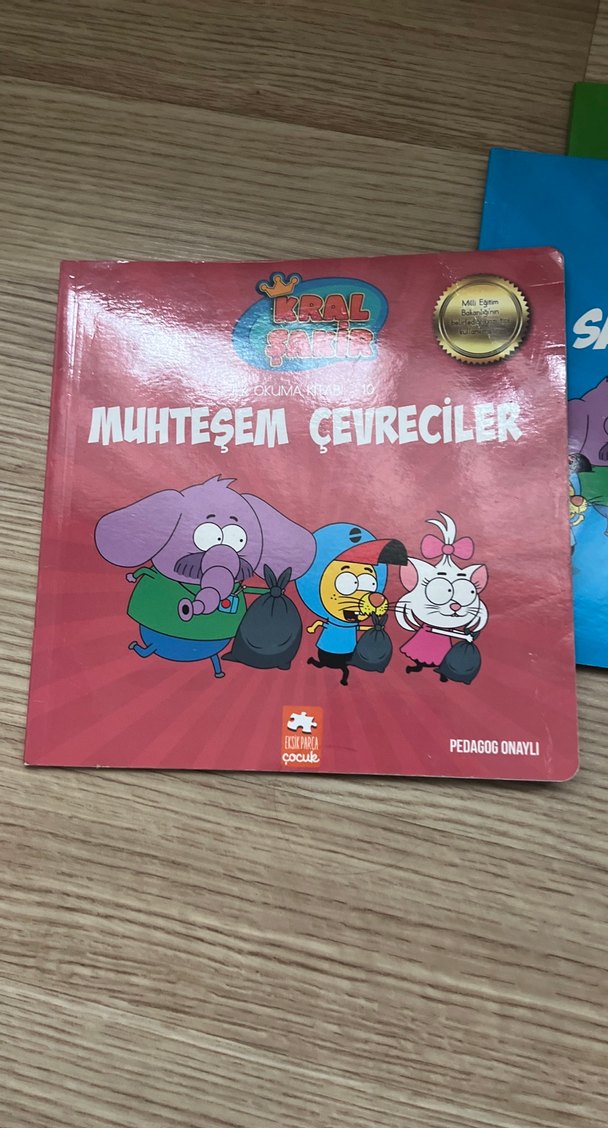 KRAL
ŞAKİR
OKUMA KİTABI 10
MUHTEŞEM ÇEVRECİLER
Milli Eğitim
Bakanlığı'nın
EKSİK PARÇA
çocuk
PEDAGOG ONAYLI